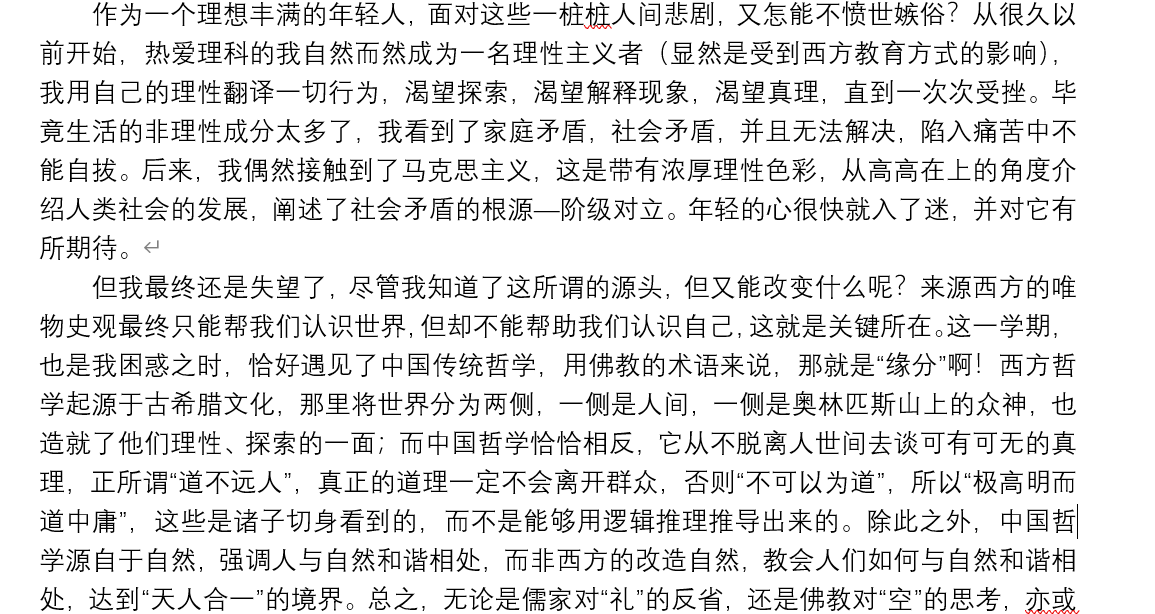 作为一个理想丰满的年轻人，面对这些一桩桩人间悲剧，又怎能不愤世嫉俗？从很久以
前开始，热爱理科的我自然而然成为一名理性主义者（显然是受到西方教育方式的影响），
我用自己的理性翻译一切行为，渴望探索，渴望解释现象，渴望真理，直到一次次受挫。毕
竟生活的非理性成分太多了，我看到了家庭矛盾，社会矛盾，并且无法解决，陷入痛苦中不
能自拔。后来，我偶然接触到了马克思主义，这是带有浓厚理性色彩，从高高在上的角度介
绍人类社会的发展，阐述了社会矛盾的根源—阶级对立。年轻的心很快就入了迷，并对它有
所期待。↵
但我最终还是失望了，尽管我知道了这所谓的源头，但又能改变什么呢？来源西方的唯
物史观最终只能帮我们认识世界，但却不能帮助我们认识自己，这就是关键所在。这一学期，
也是我困惑之时，恰好遇见了中国传统哲学，用佛教的术语来说，那就是“缘分”啊！西方哲
学起源于古希腊文化，那里将世界分为两侧，一侧是人间，一侧是奥林匹斯山上的众神，也
造就了他们理性、探索的一面；而中国哲学恰恰相反，它从不脱离人世间去谈可有可无的真
理，正所谓“道不远人”，真正的道理一定不会离开群众，否则“不可以为道”，所以“极高明而
道中庸”，这些是诸子切身看到的，而不是能够用逻辑推理推导出来的。除此之外，中国哲
学源自于自然，强调人与自然和谐相处，而非西方的改造自然，教会人们如何与自然和谐相
处，达到“天人合一”的境界。总之，无论是儒家对“礼”的反省，还是佛教对“空”的思考，亦或